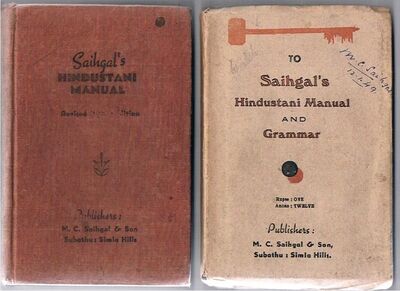 Saihgal's
HINDUSTANI
MANUAL
Revised
Publishers :
M. C. Saihgal & Son
Subathu : Simla Hills
TO
Saihgal's
Hindustani Manual
AND
Grammar
M. C. Saihgal
Rupee : ONE
Annas : TWELVE
Publishers :
M. C. Saihgal & Son,
Subathu : Simla Hills.